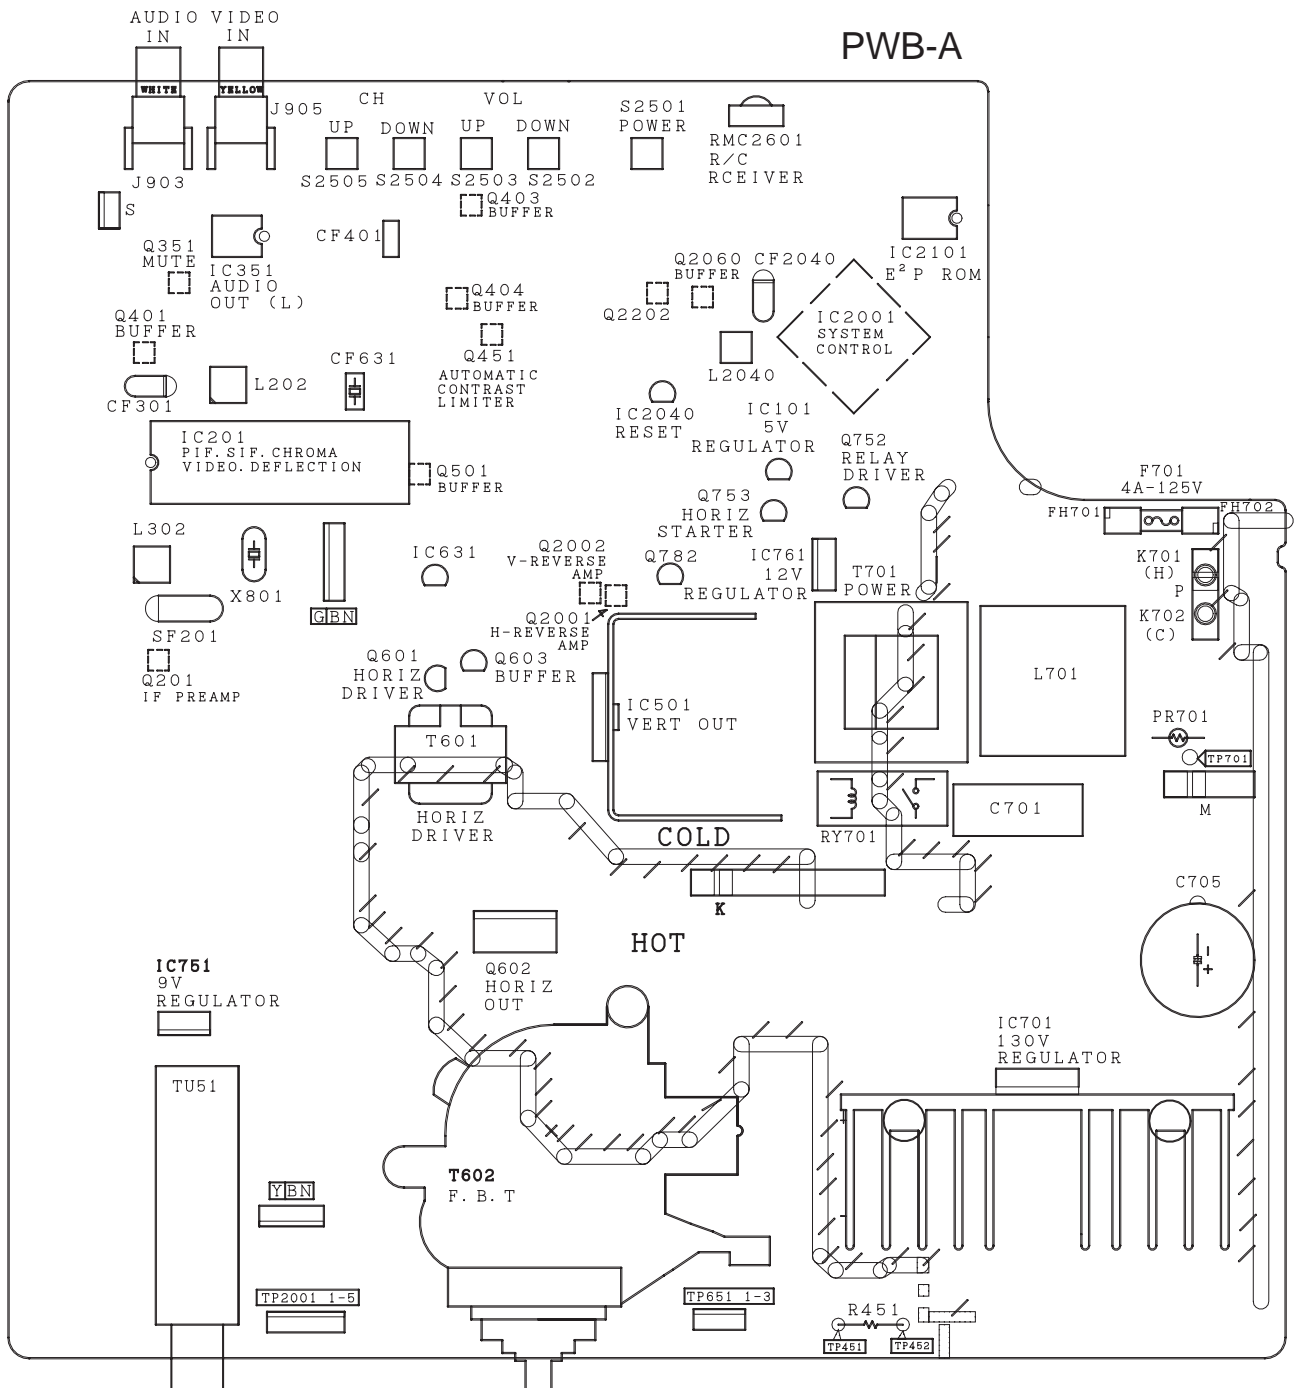 PWB-A
AUDIO VIDEO
IN IN
WHITE
YELLOW
J905
J903
S
CH
UP
DOWN
S2505
S2504
VOL
UP
DOWN
S2503
S2502
S2501
POWER
RMC2601
R/C
RCEIVER
Q403
BUFFER
CF401
Q351
MUTE
IC351
AUDIO
OUT (L)
Q404
BUFFER
Q2060
BUFFER
CF2040
Q2202
IC2101
E² P ROM
IC2001
SYSTEM
CONTROL
L2040
Q401
BUFFER
CF301
L202
CF631
Q451
AUTOMATIC
CONTRAST
LIMITER
IC2040
RESET
IC101
5V
REGULATOR
Q752
RELAY
DRIVER
IC201
PIF. SIF. CHROMA
VIDEO. DEFLECTION
Q501
BUFFER
Q753
HORIZ
STARTER
F701
4A-125V
FH701
FH702
L302
X801
GBN
IC631
Q2002
V-REVERSE
AMP
Q782
IC761
12V
REGULATOR
T701
POWER
K701
(H)
P
K702
(C)
SF201
Q201
IF PREAMP
Q2001
H-REVERSE
AMP
Q601
HORIZ
DRIVER
Q603
BUFFER
IC501
VERT OUT
L701
T601
HORIZ
DRIVER
PR701
TP701
M
RY701
C701
COLD
K
HOT
C705
- +
IC751
9V
REGULATOR
Q602
HORIZ
OUT
IC701
130V
REGULATOR
TU51
+
-
T602
F. B. T
YBN
TP2001 1-5
TP651 1-3
R451
TP451
TP452